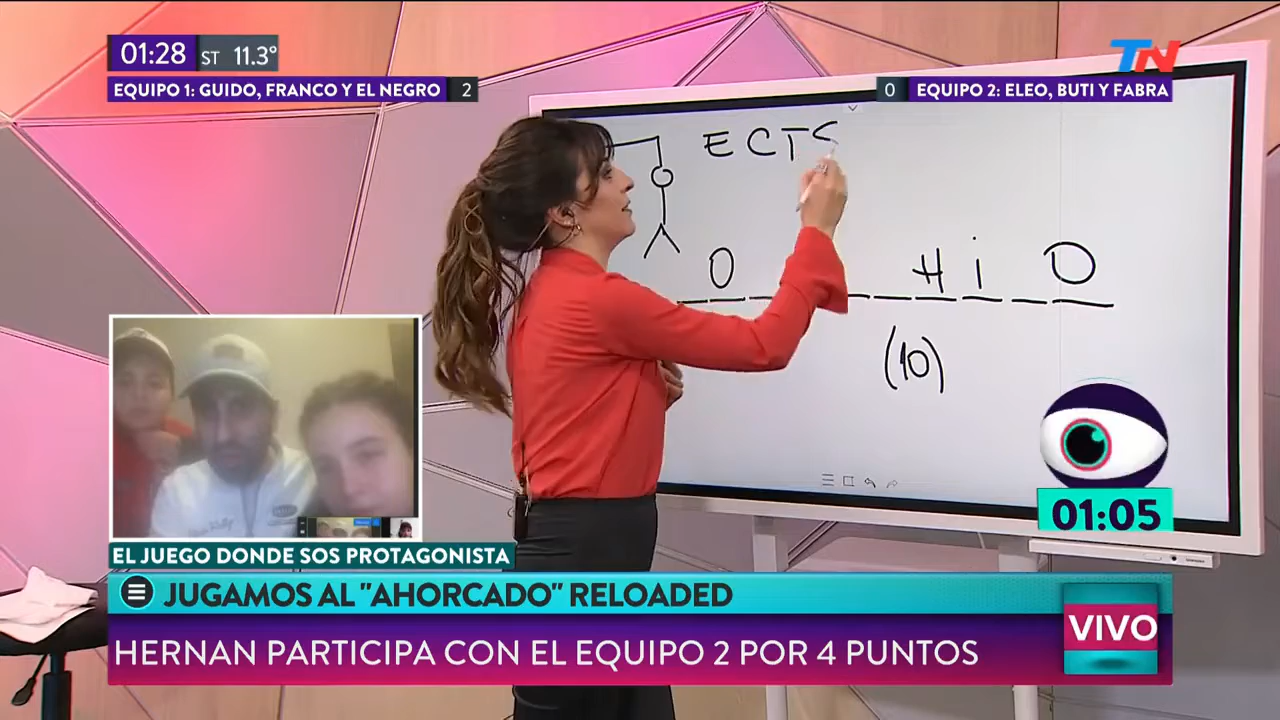 01:28 ST 11.3°
TN
EQUIPO 1: GUIDO, FRANCO Y EL NEGRO 2
0 EQUIPO 2: ELEO, BUTI Y FABRA
E C T
O H i O
(10)
01:05
EL JUEGO DONDE SOS PROTAGONISTA
JUGAMOS AL "AHORCADO" RELOADED
HERNAN PARTICIPA CON EL EQUIPO 2 POR 4 PUNTOS
VIVO